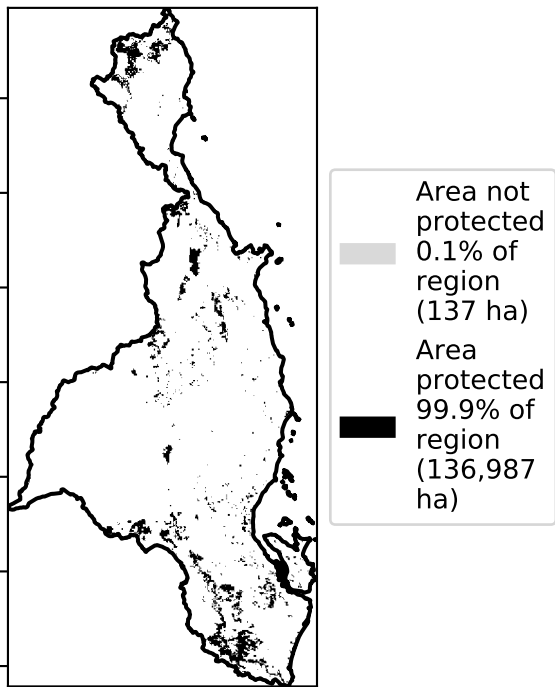 Area not
protected
0.1% of
region
(137 ha)
Area
protected
99.9% of
region
(136,987
ha)